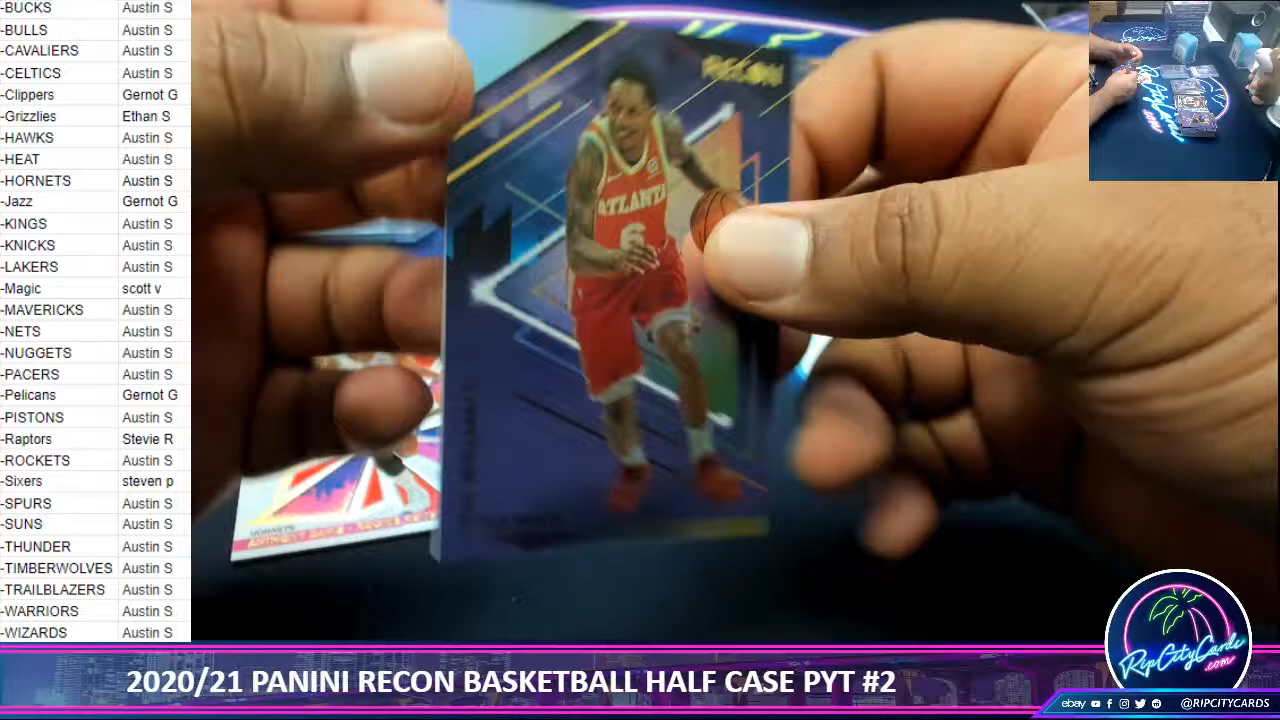 -BUCKS Austin S
-BULLS Austin S
-CAVALIERS Austin S
-CELTICS Austin S
-Clippers Gernot G
-Grizzlies Ethan S
-HAWKS Austin S
-HEAT Austin S
-HORNETS Austin S
-Jazz Gernot G
-KINGS Austin S
-KNICKS Austin S
-LAKERS Austin S
-Magic scott v
-MAVERICKS Austin S
-NETS Austin S
-NUGGETS Austin S
-PACERS Austin S
-Pelicans Gernot G
-PISTONS Austin S
-Raptors Stevie R
-ROCKETS Austin S
-Sixers steven p
-SPURS Austin S
-SUNS Austin S
-THUNDER Austin S
-TIMBERWOLVES Austin S
-TRAILBLAZERS Austin S
-WARRIORS Austin S
-WIZARDS Austin S
RECON
ATLANTA
6
2020/21 PANINI RECON BASKETBALL HALF CASE PYT #2
RipCityCards
.com
ebay @RIPCITYCARDS